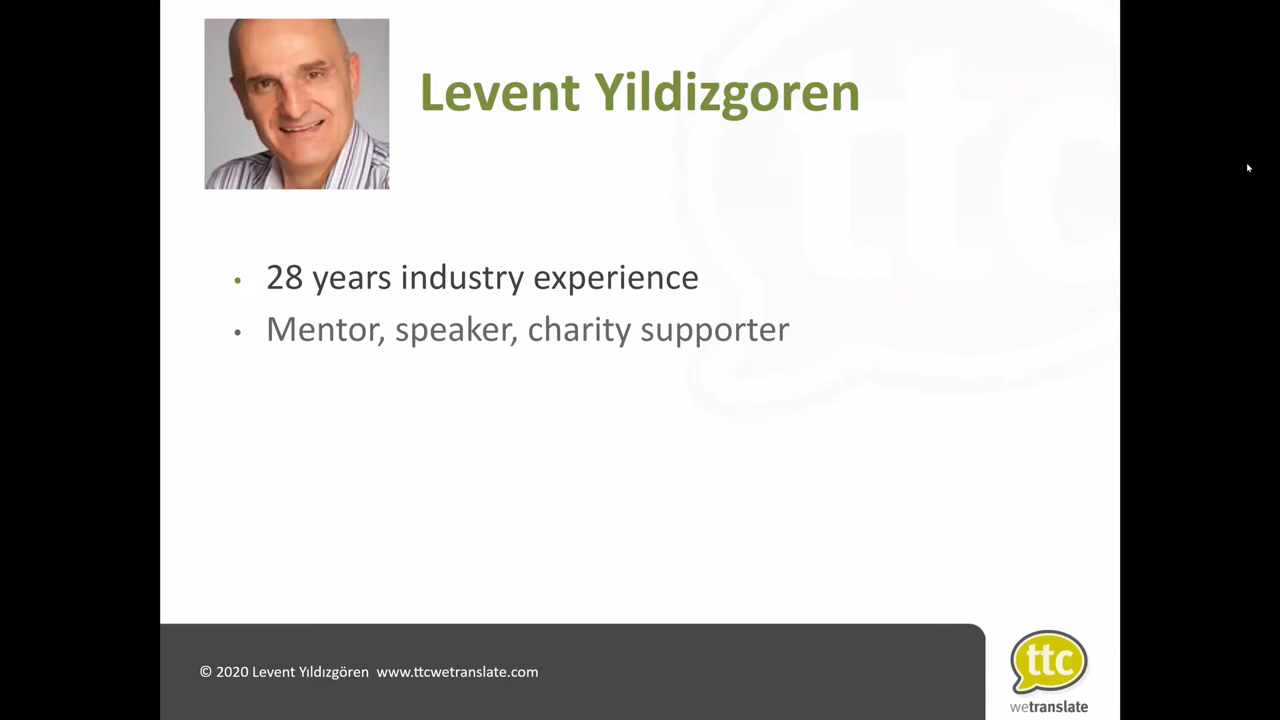 Levent Yildizgoren
• 28 years industry experience
• Mentor, speaker, charity supporter
© 2020 Levent Yıldızgören www.ttcwetranslate.com
ttc
wetranslate